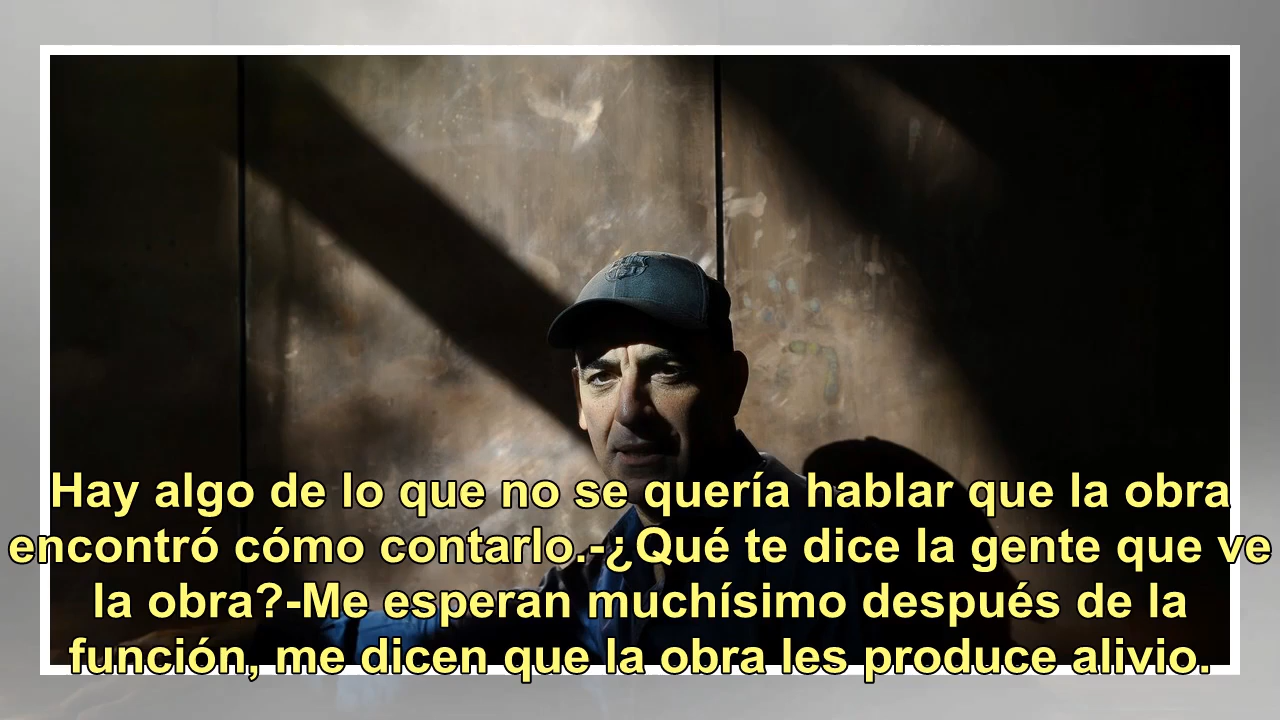 Hay algo de lo que no se quería hablar que la obra
encontró cómo contarlo.-¿Qué te dice la gente que ve
la obra?-Me esperan muchísimo después de la
función, me dicen que la obra les produce alivio.